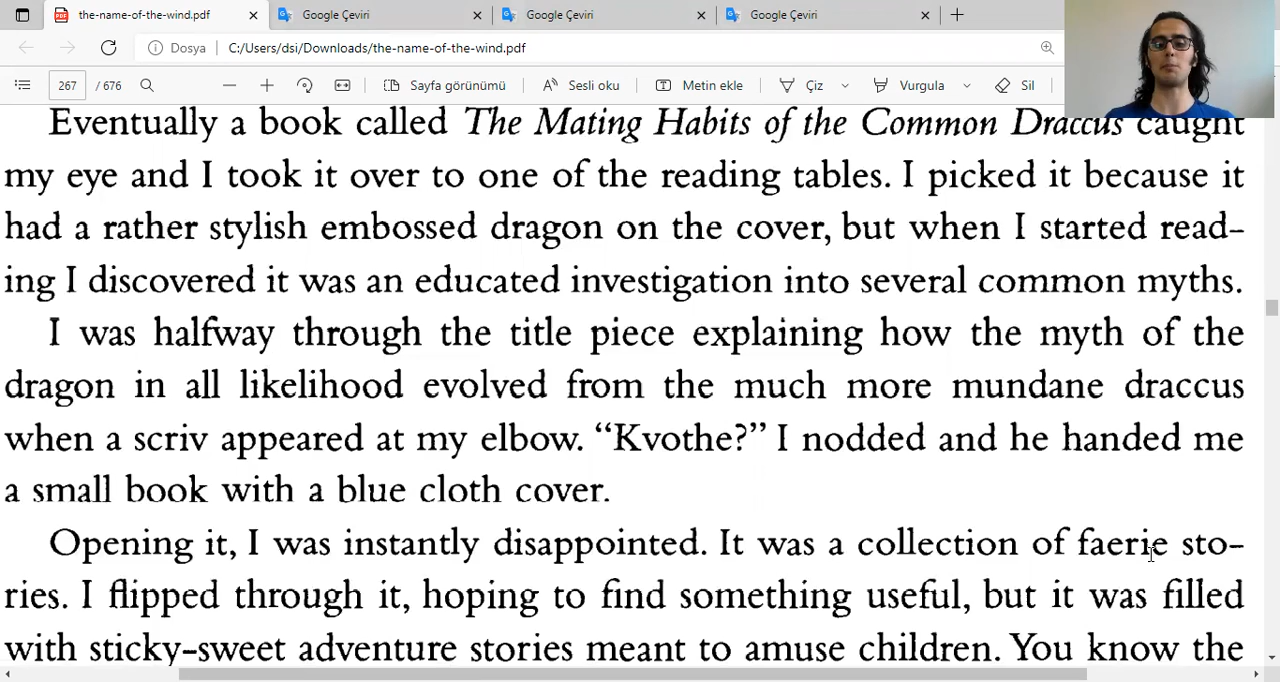 the-name-of-the-wind.pdf
Google Çeviri
Google Çeviri
Google Çeviri
Dosya C:/Users/dsi/Downloads/the-name-of-the-wind.pdf
267 / 676 Sayfa görünümü Sesli oku Metin ekle Çiz Vurgula Sil
Eventually a book called The Mating Habits of the Common Draccus caught
my eye and I took it over to one of the reading tables. I picked it because it
had a rather stylish embossed dragon on the cover, but when I started read-
ing I discovered it was an educated investigation into several common myths.
I was halfway through the title piece explaining how the myth of the
dragon in all likelihood evolved from the much more mundane draccus
when a scriv appeared at my elbow. “Kvothe?” I nodded and he handed me
a small book with a blue cloth cover.
Opening it, I was instantly disappointed. It was a collection of faerie sto-
ries. I flipped through it, hoping to find something useful, but it was filled
with sticky-sweet adventure stories meant to amuse children. You know the